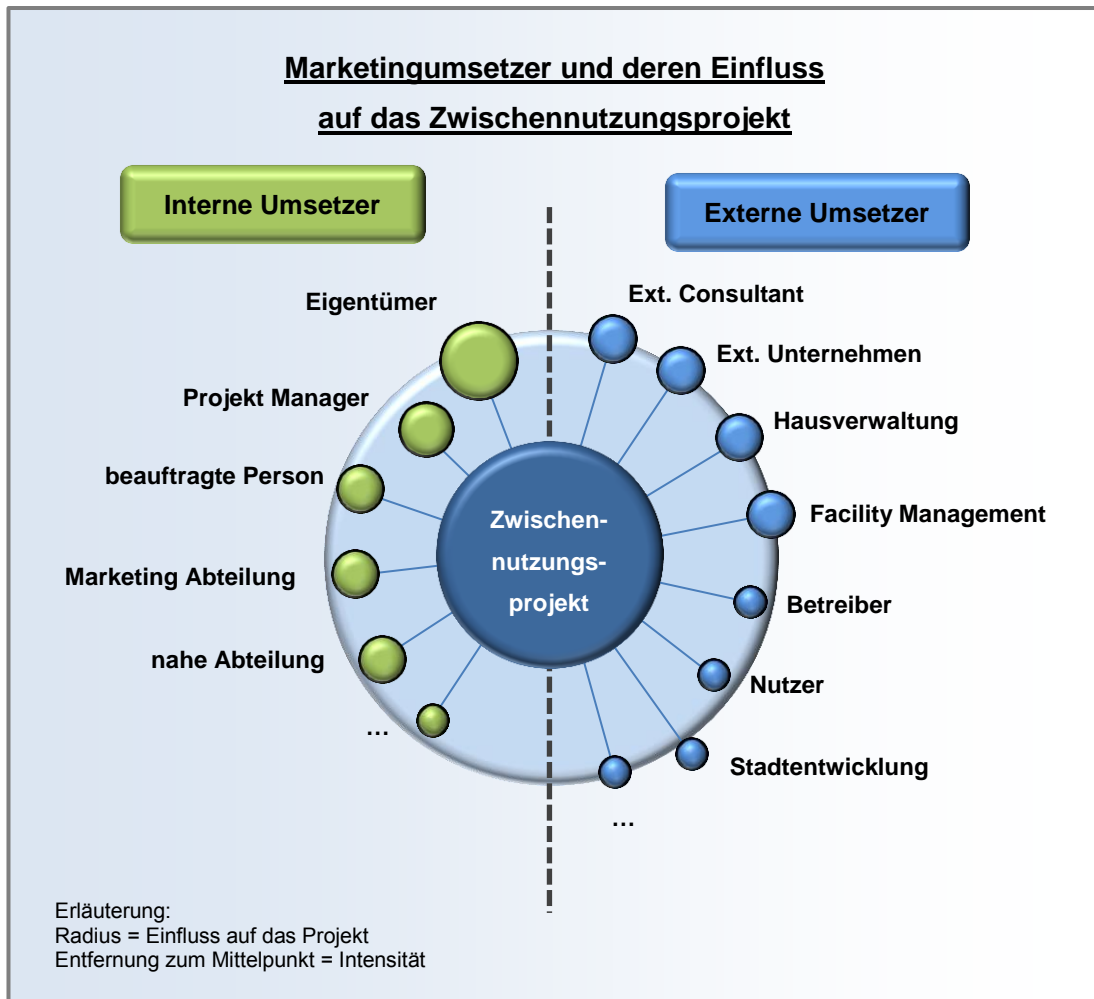 Marketingumsetzer und deren Einfluss
auf das Zwischennutzungsprojekt
Interne Umsetzer
Externe Umsetzer
Eigentümer
Projekt Manager
beauftragte Person
Marketing Abteilung
nahe Abteilung
...
Ext. Consultant
Ext. Unternehmen
Hausverwaltung
Facility Management
Betreiber
Nutzer
Stadtentwicklung
...
Zwischen-
nutzungs-
projekt
Erläuterung:
Radius = Einfluss auf das Projekt
Entfernung zum Mittelpunkt = Intensität